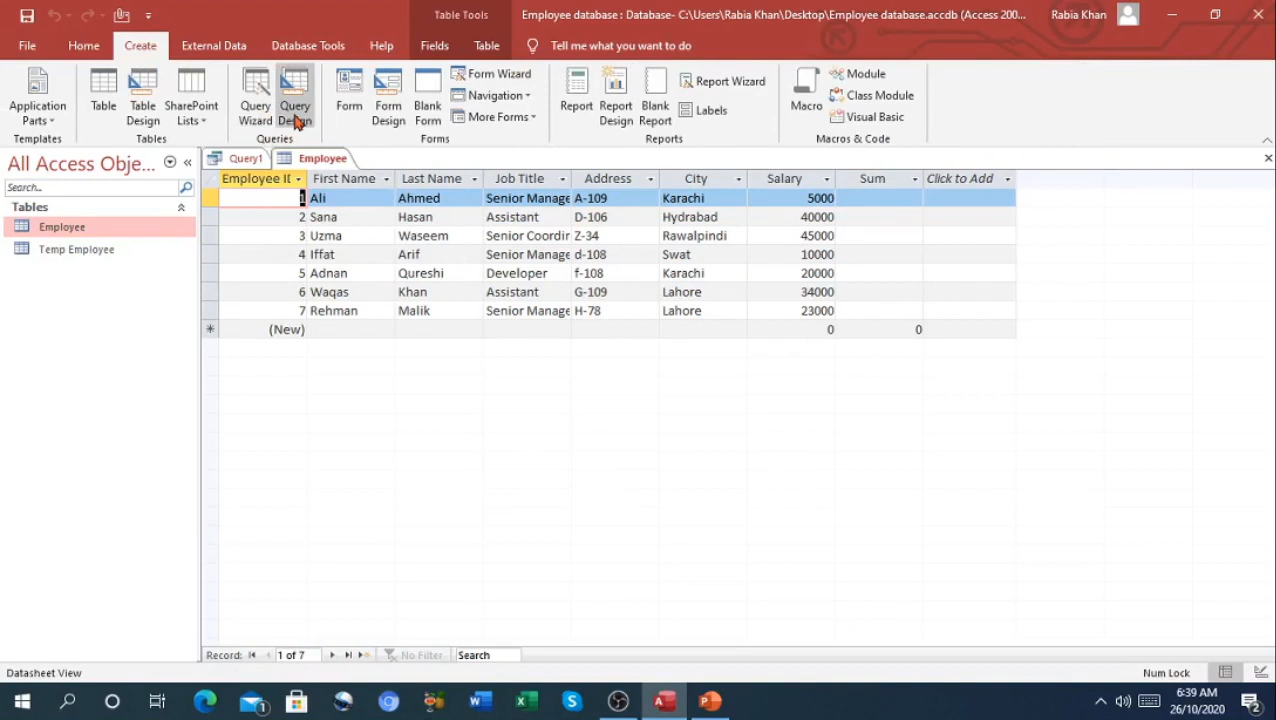 Table Tools
Employee database : Database- C:\Users\Rabia Khan\Desktop\Employee database.accdb (Access 200...
Rabia Khan
File Home Create External Data Database Tools Help Fields Table Tell me what you want to do
Application Parts
Templates
Table
Table Design
SharePoint Lists
Tables
Query Wizard
Query Design
Queries
Form
Form Design
Blank Form
Form Wizard
Navigation
More Forms
Forms
Report
Report Design
Blank Report
Report Wizard
Labels
Reports
Macro
Module
Class Module
Visual Basic
Macros & Code
All Access Obje...
Search...
Tables
Employee
Temp Employee
Query1 Employee
Employee ID First Name Last Name Job Title Address City Salary Sum Click to Add
1 Ali Ahmed Senior Manage A-109 Karachi 5000
2 Sana Hasan Assistant D-106 Hydrabad 40000
3 Uzma Waseem Senior Coordin Z-34 Rawalpindi 45000
4 Iffat Arif Senior Manage d-108 Swat 10000
5 Adnan Qureshi Developer f-108 Karachi 20000
6 Waqas Khan Assistant G-109 Lahore 34000
7 Rehman Malik Senior Manage H-78 Lahore 23000
(New) 0 0
Record: 1 of 7 No Filter Search
Datasheet View
Num Lock
6:39 AM
26/10/2020
1
2